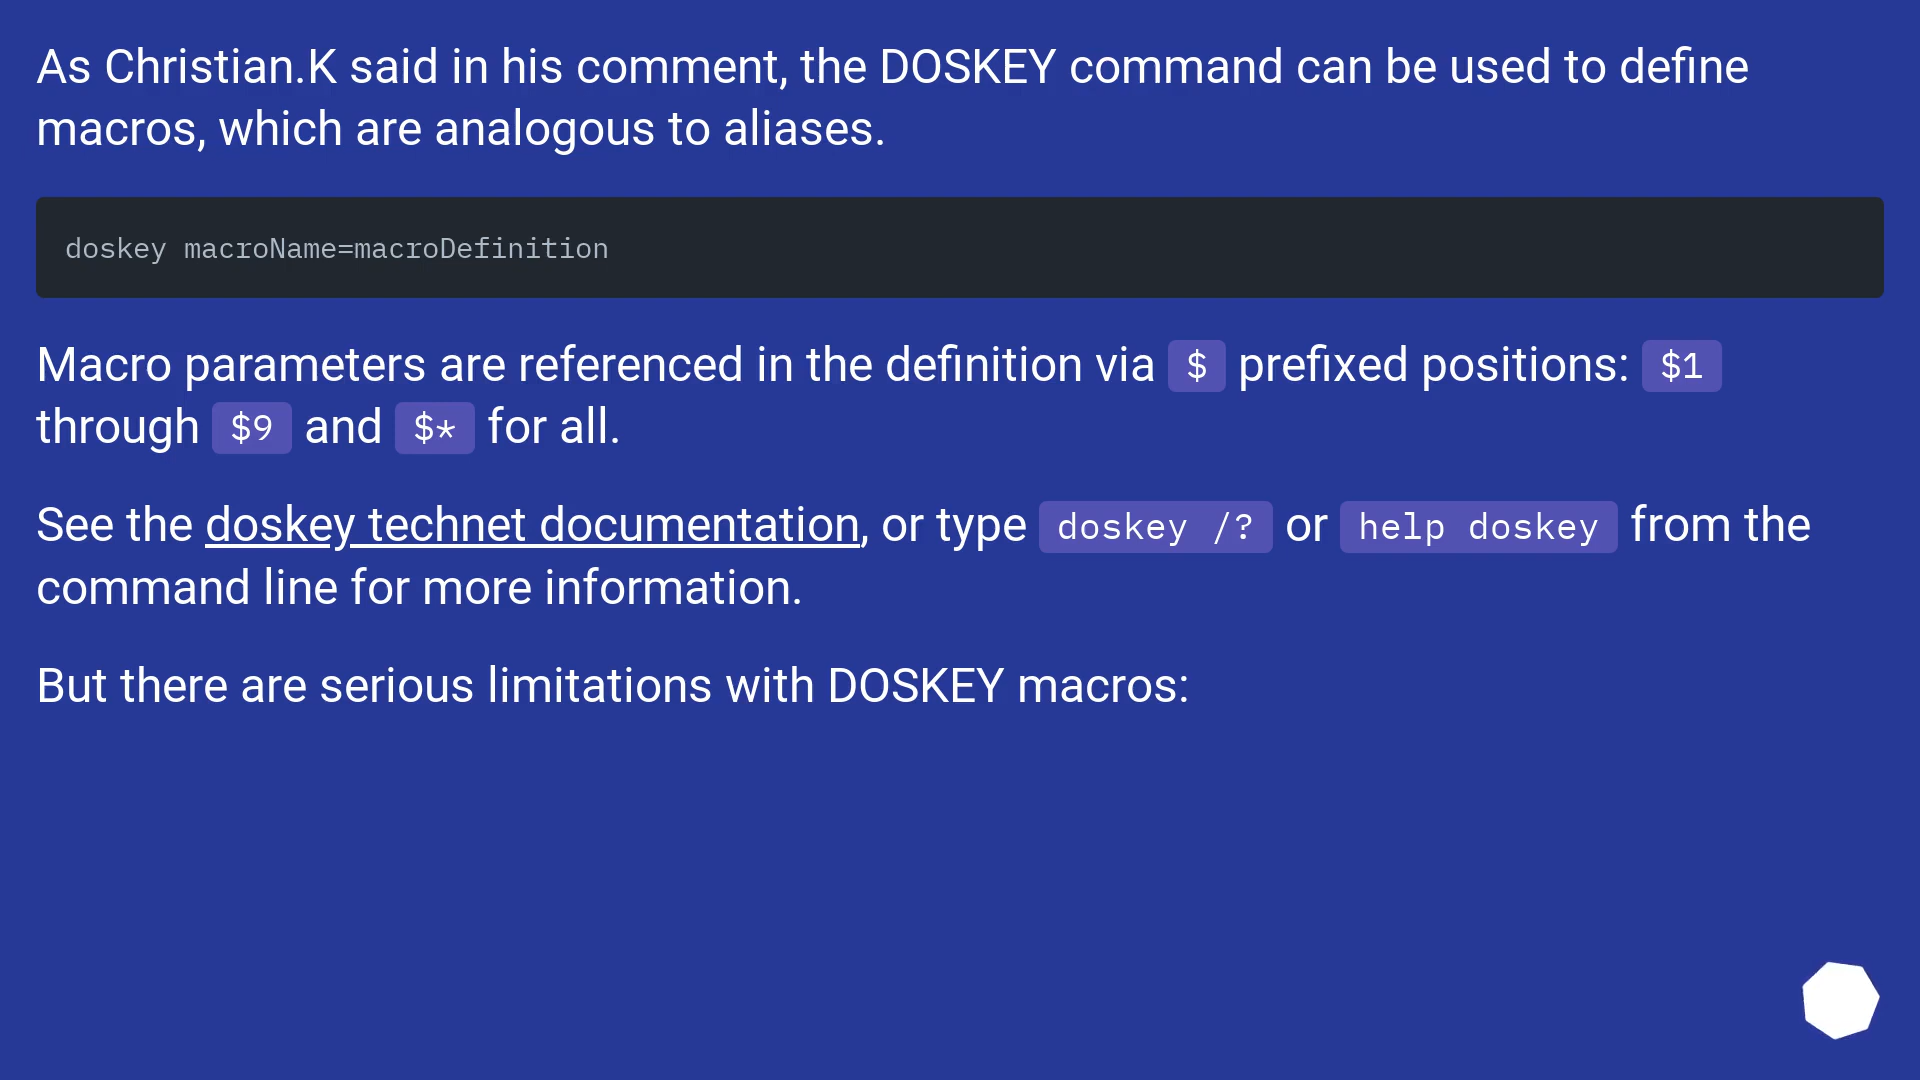 As Christian.K said in his comment, the DOSKEY command can be used to define
macros, which are analogous to aliases.
doskey macroName=macroDefinition
Macro parameters are referenced in the definition via $ prefixed positions: $1
through $9 and $* for all.
See the doskey technet documentation, or type doskey /? or help doskey from the
command line for more information.
But there are serious limitations with DOSKEY macros: